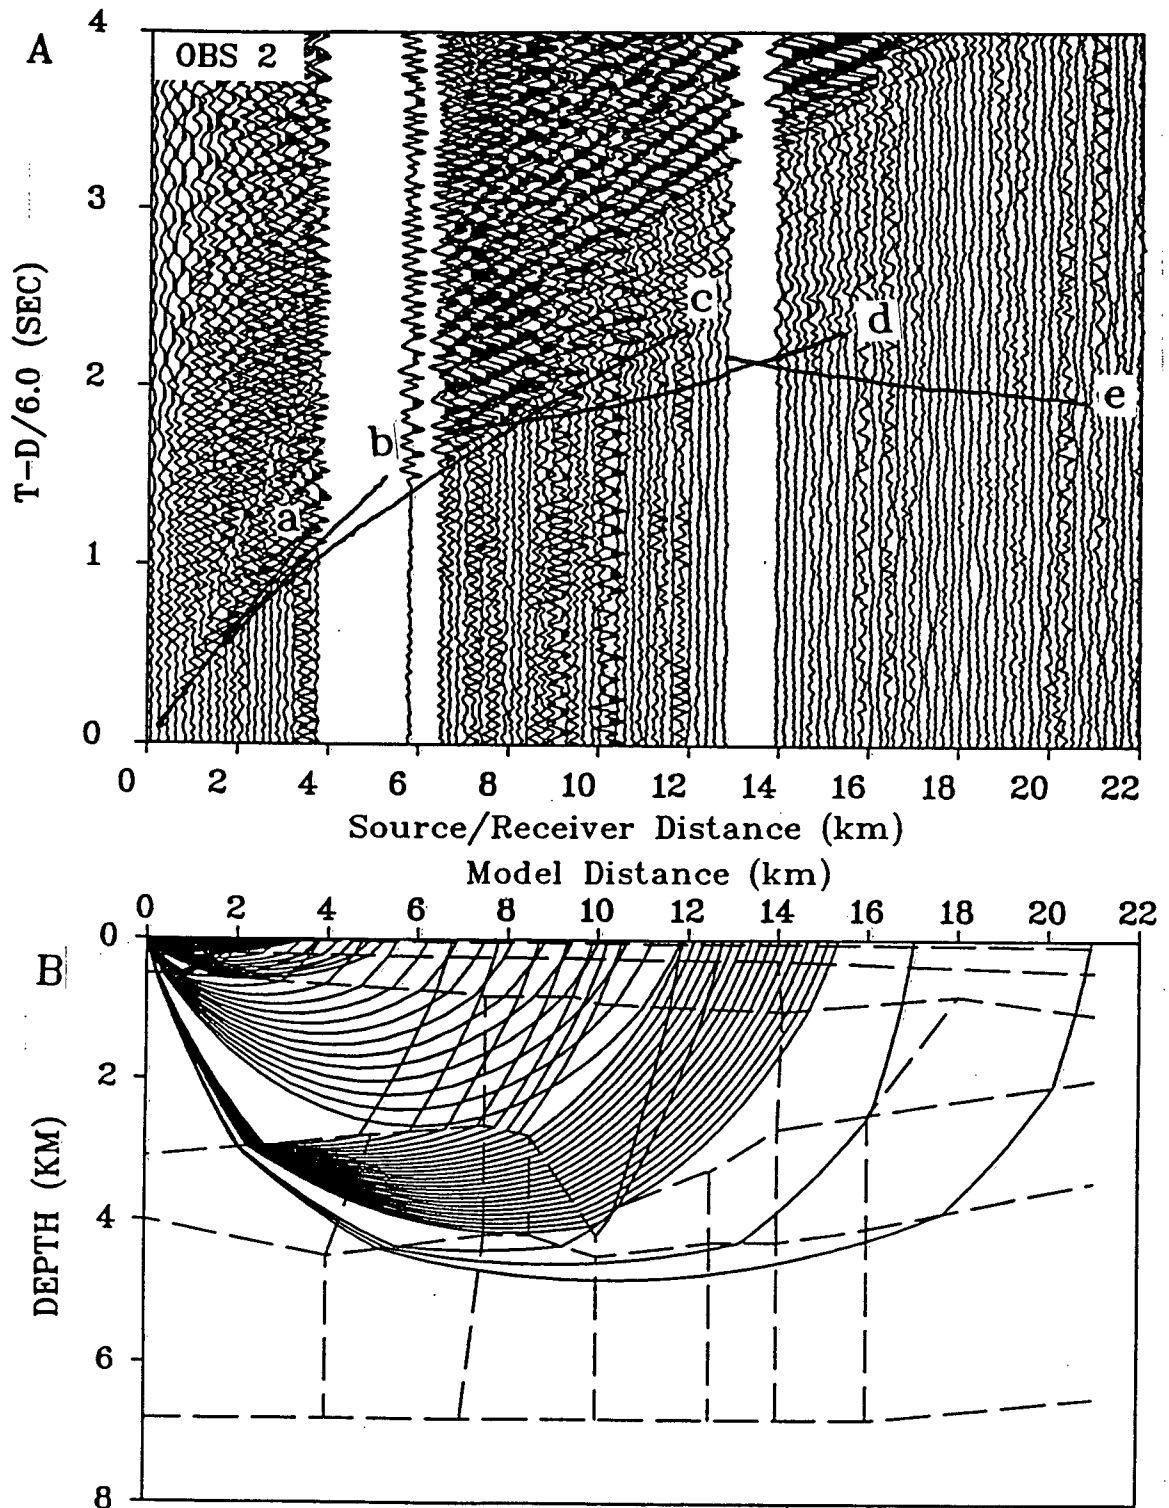 A
OBS 2
4
3
2
1
0
T-D/6.0 (SEC)
a
b
c
d
e
0 2 4 6 8 10 12 14 16 18 20 22
Source/Receiver Distance (km)
Model Distance (km)
0 2 4 6 8 10 12 14 16 18 20 22
B
0
2
4
6
8
DEPTH (KM)